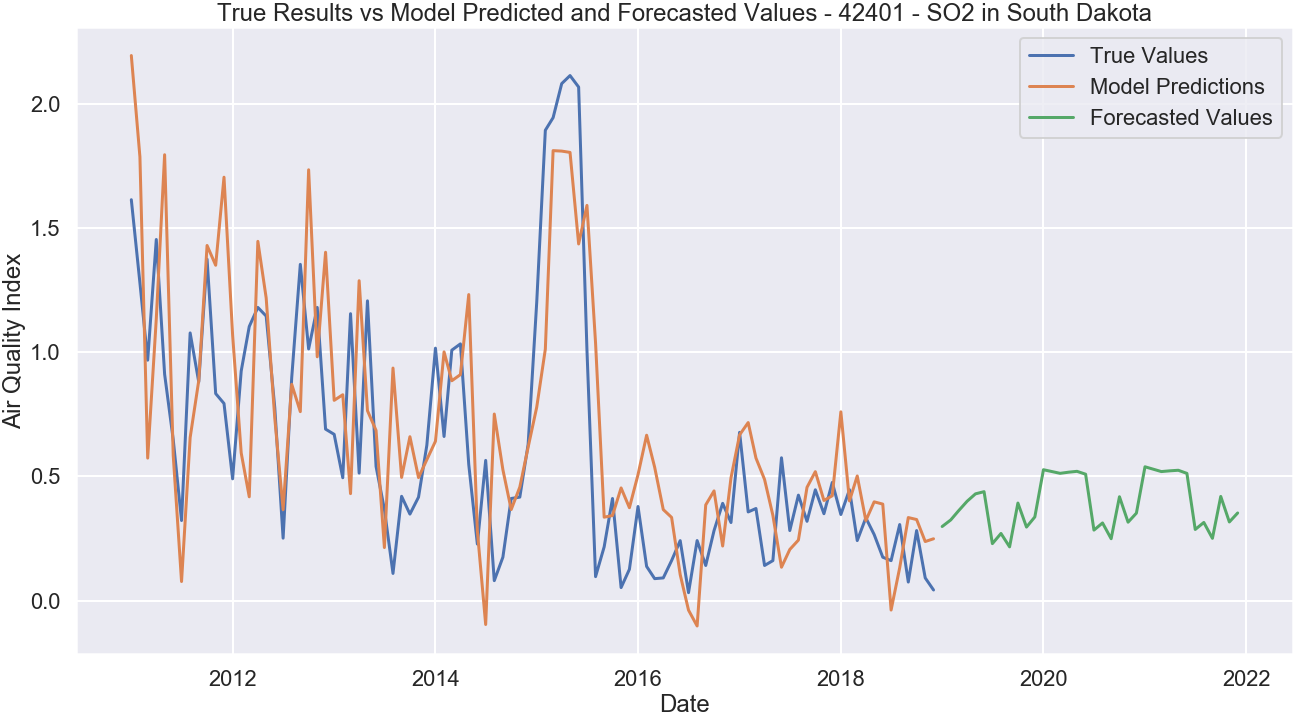 True Results vs Model Predicted and Forecasted Values - 42401 - SO2 in South Dakota
True Values
Model Predictions
Forecasted Values
Air Quality Index
2.0
1.5
1.0
0.5
0.0
2012 2014 2016 2018 2020 2022
Date